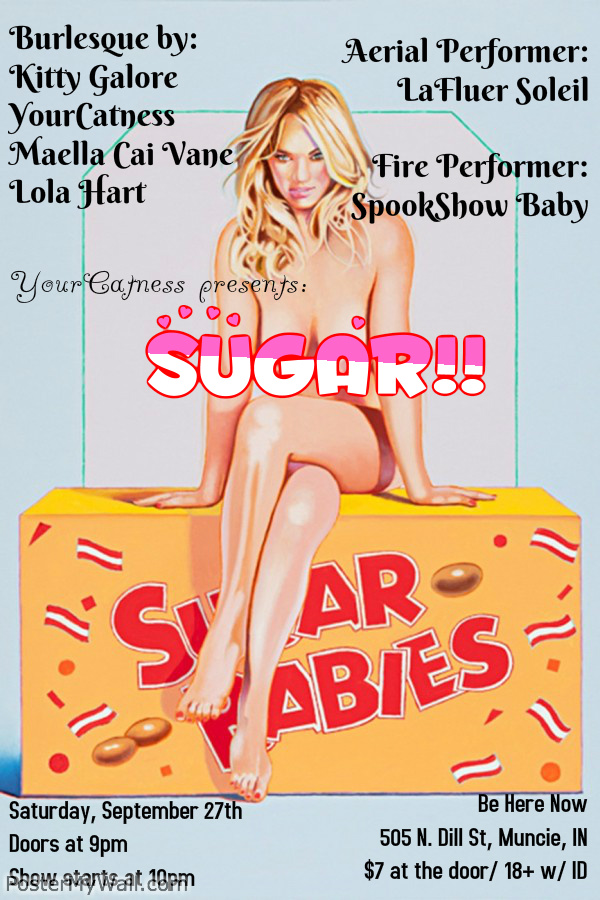 Burlesque by:
Kitty Galore
YourCatness
Maella Cai Vane
Lola Hart
Aerial Performer:
LaFluer Soleil
Fire Performer:
SpookShow Baby
YourCatness presents:
SUGAR!!
SUGAR
BABIES
Saturday, September 27th
Doors at 9pm
Show starts at 10pm
PosterMyWall.com
Be Here Now
505 N. Dill St, Muncie, IN
$7 at the door/ 18+ w/ ID